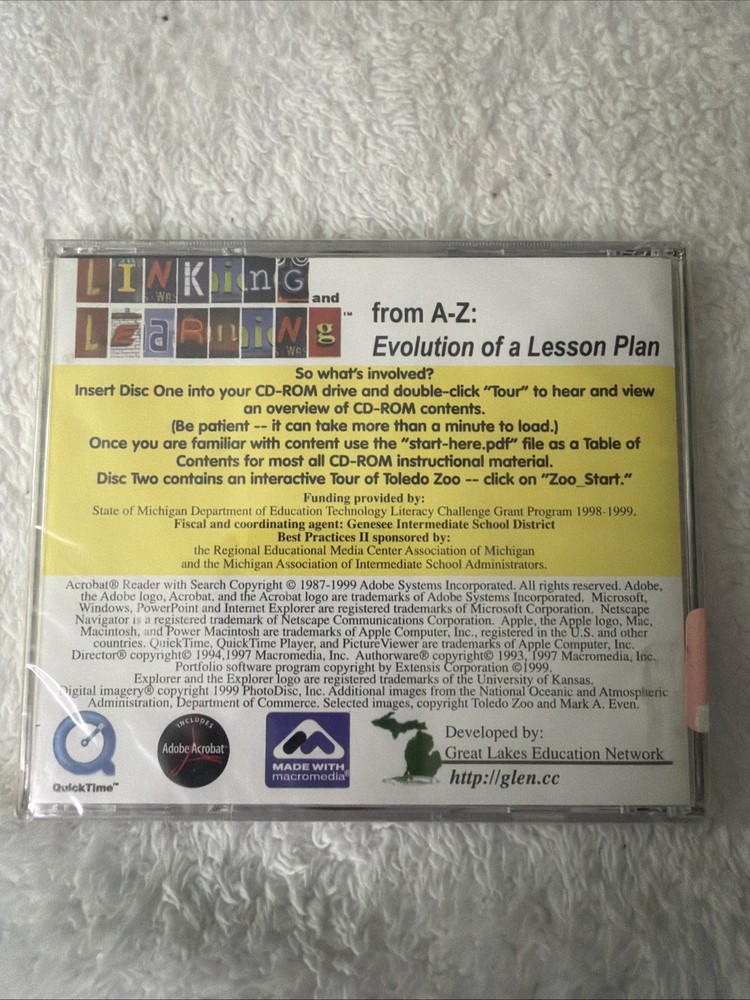 LINKing and
LEarniNg™
from A-Z:
Evolution of a Lesson Plan
So what's involved?
Insert Disc One into your CD-ROM drive and double-click "Tour" to hear and view
an overview of CD-ROM contents.
(Be patient -- it can take more than a minute to load.)
Once you are familiar with content use the "start-here.pdf" file as a Table of
Contents for most all CD-ROM instructional material.
Disc Two contains an interactive Tour of Toledo Zoo -- click on "Zoo_Start."
Funding provided by:
State of Michigan Department of Education Technology Literacy Challenge Grant Program 1998-1999.
Fiscal and coordinating agent: Genesee Intermediate School District
Best Practices II sponsored by:
the Regional Educational Media Center Association of Michigan
and the Michigan Association of Intermediate School Administrators.
Acrobat® Reader with Search Copyright © 1987-1999 Adobe Systems Incorporated. All rights reserved. Adobe,
the Adobe logo, Acrobat, and the Acrobat logo are registered trademarks of Adobe Systems Incorporated. Microsoft,
Windows, PowerPoint and Internet Explorer are registered trademarks of Microsoft Corporation. Netscape
Navigator is a registered trademark of Netscape Communications Corporation. Apple, the Apple logo, Mac,
Macintosh, and Power Macintosh are trademarks of Apple Computer, Inc., registered in the U.S. and other
countries. QuickTime, QuickTime Player, and PictureViewer are trademarks of Apple Computer, Inc.
Director® copyright© 1994,1997 Macromedia, Inc. Authorware® copyright© 1993, 1997 Macromedia, Inc.
Portfolio software program copyright by Extensis Corporation ©1999.
Explorer and the Explorer logo are registered trademarks of the University of Kansas.
Digital imagery® copyright 1999 PhotoDisc, Inc. Additional images from the National Oceanic and Atmospheric
Administration, Department of Commerce. Selected images, copyright Toledo Zoo and Mark A. Even.
QuickTime™
INCLUDES
Adobe Acrobat
MADE WITH
macromedia®
Developed by:
Great Lakes Education Network
http://glen.cc